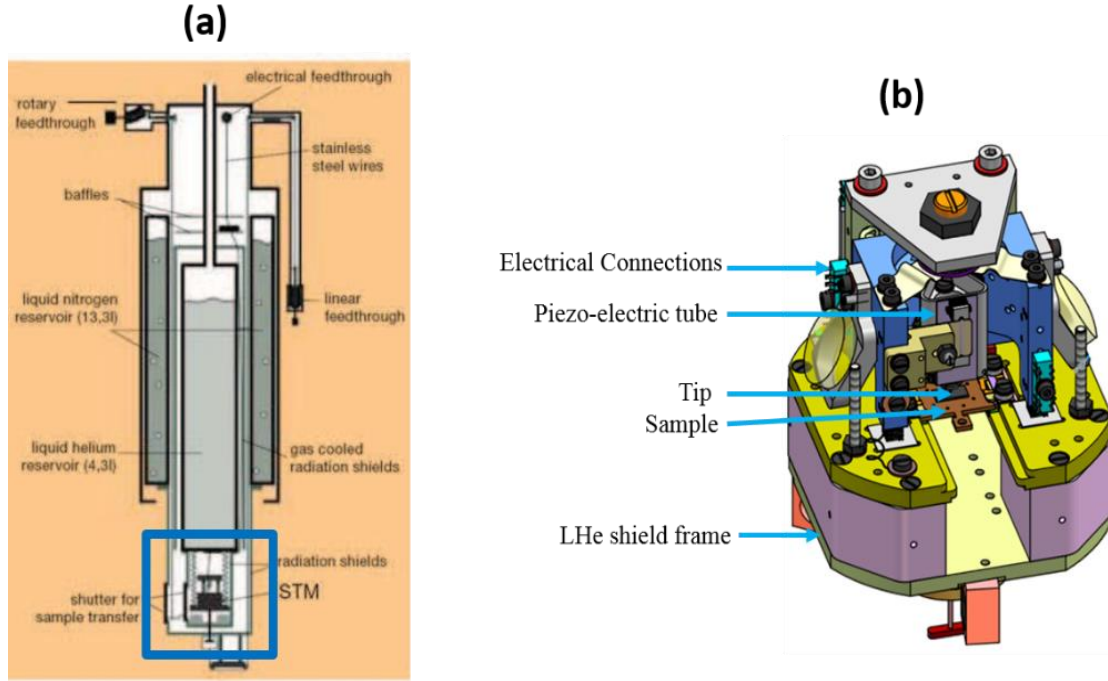 (a)
electrical feedthrough
rotary
feedthrough
stainless
steel wires
baffles
liquid nitrogen
reservoir (13,3l)
linear
feedthrough
liquid helium
reservoir (4,3l)
gas cooled
radiation shields
radiation shields
STM
shutter for
sample transfer
(b)
Electrical Connections
Piezo-electric tube
Tip
Sample
LHe shield frame